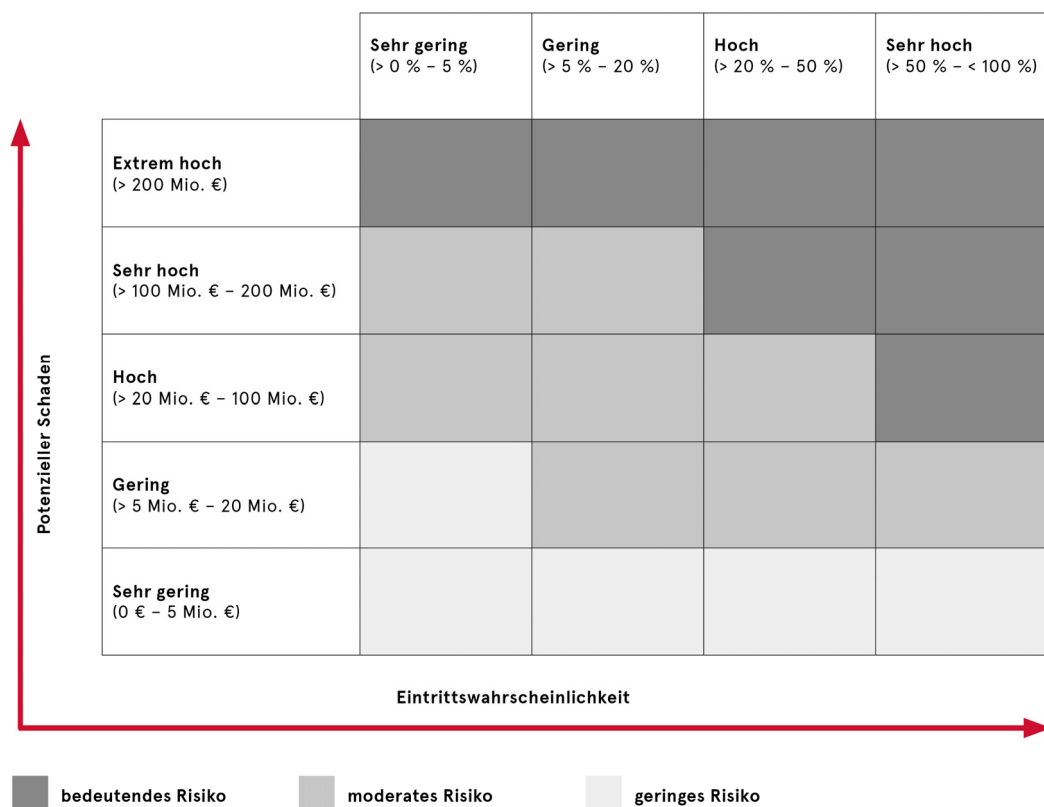 Sehr gering
(> 0 % – 5 %)
Gering
(> 5 % – 20 %)
Hoch
(> 20 % – 50 %)
Sehr hoch
(> 50 % – < 100 %)
Extrem hoch
(> 200 Mio. €)
Sehr hoch
(> 100 Mio. € – 200 Mio. €)
Hoch
(> 20 Mio. € – 100 Mio. €)
Gering
(> 5 Mio. € – 20 Mio. €)
Sehr gering
(0 € – 5 Mio. €)
Potenzieller Schaden
Eintrittswahrscheinlichkeit
bedeutendes Risiko
moderates Risiko
geringes Risiko